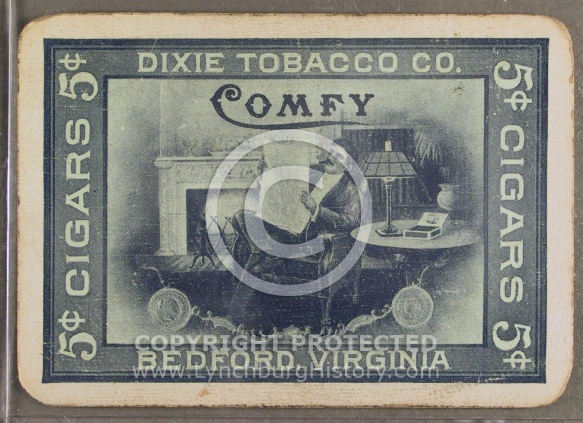 DIXIE TOBACCO CO.
COMFY
5¢ CIGARS 5¢
5¢ CIGARS 5¢
BEDFORD, VIRGINIA
©
COPYRIGHT PROTECTED
www.LynchburgHistory.com